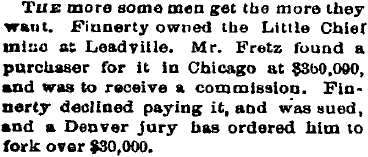 THE more some men get the more they
want. Finnerty owned the Little Chief
mine at Leadville. Mr. Fretz found a
purchaser for it in Chicago at $360,000,
and was to receive a commission. Fin-
nerty declined paying it, and was sued,
and a Denver jury has ordered him to
fork over $30,000.